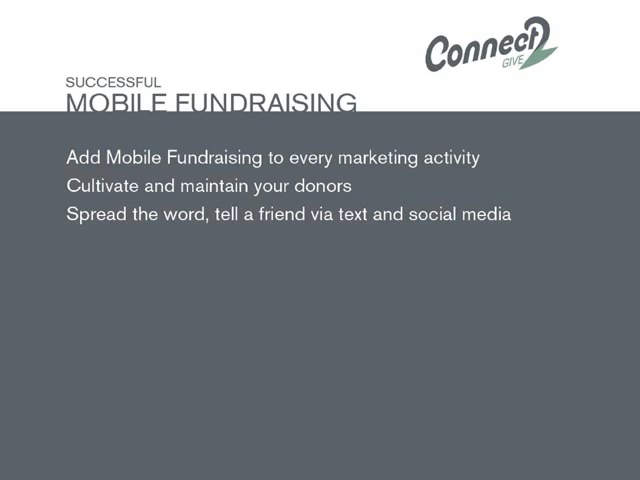 Connect2
GIVE
SUCCESSFUL
MOBILE FUNDRAISING
Add Mobile Fundraising to every marketing activity
Cultivate and maintain your donors
Spread the word, tell a friend via text and social media